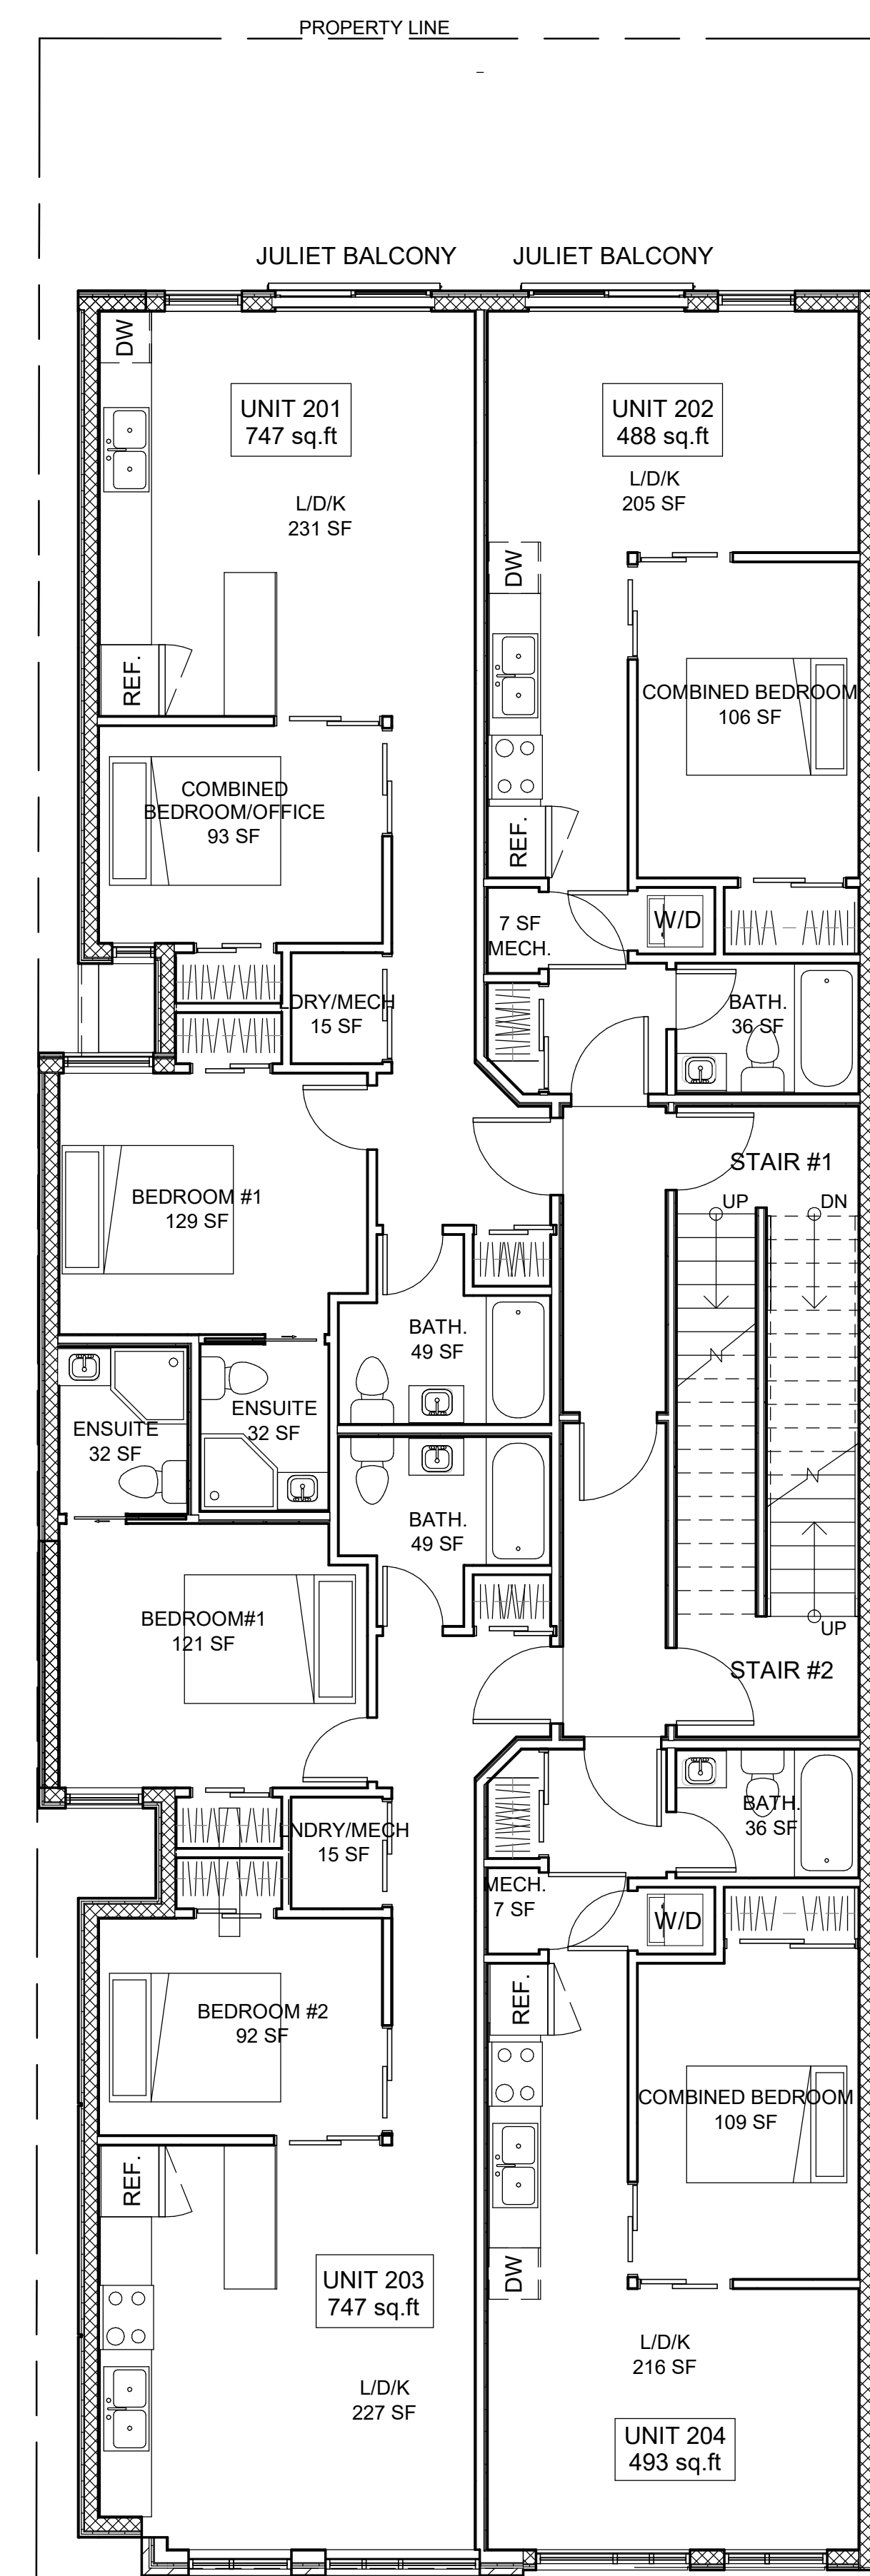 PROPERTY LINE
JULIET BALCONY
JULIET BALCONY
DW
UNIT 201
747 sq.ft
L/D/K
231 SF
REF.
UNIT 202
488 sq.ft
L/D/K
205 SF
DW
COMBINED BEDROOM
106 SF
REF.
COMBINED
BEDROOM/OFFICE
93 SF
7 SF
MECH.
W/D
LDRY/MECH
15 SF
BATH.
36 SF
BEDROOM #1
129 SF
STAIR #1
UP
DN
BATH.
49 SF
ENSUITE
32 SF
ENSUITE
32 SF
N
BATH.
49 SF
N
BEDROOM#1
121 SF
UP
STAIR #2
LNDRY/MECH
15 SF
BATH.
36 SF
MECH.
7 SF
W/D
REF.
BEDROOM #2
92 SF
COMBINED BEDROOM
109 SF
REF.
DW
UNIT 203
747 sq.ft
L/D/K
227 SF
L/D/K
216 SF
UNIT 204
493 sq.ft